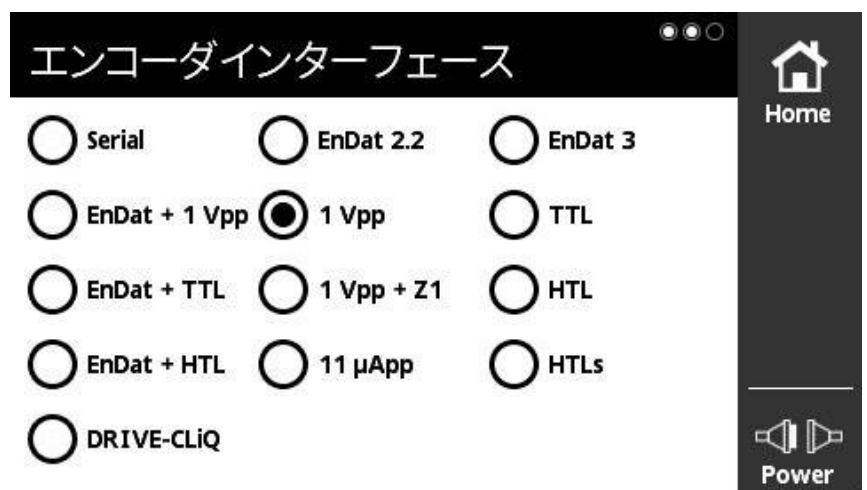 エンコーダインターフェース
Home
Serial
EnDat 2.2
EnDat 3
EnDat + 1 Vpp
1 Vpp
TTL
EnDat + TTL
1 Vpp + Z1
HTL
EnDat + HTL
11 µApp
HTLs
DRIVE-CLiQ
Power